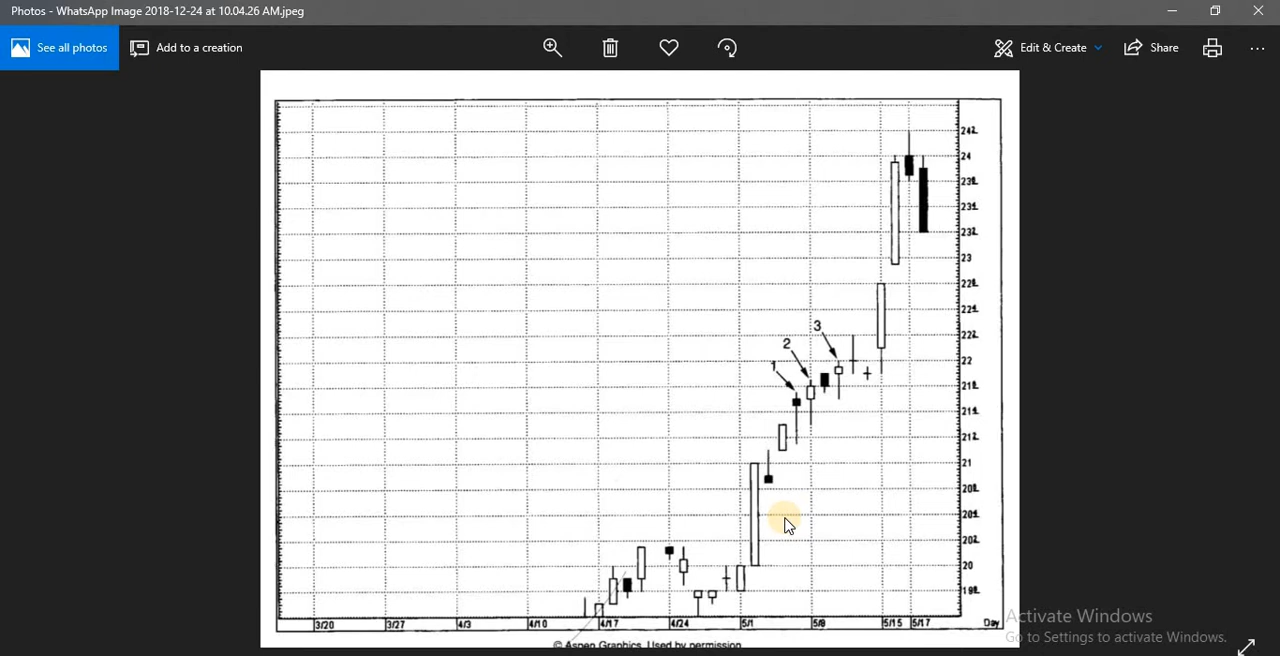 Photos - WhatsApp Image 2018-12-24 at 10.04.26 AM.jpeg
See all photos
Add to a creation
Edit & Create
Share
24
23
22
21
20
1
2
3
3/20
3/27
4/3
4/10
4/17
4/24
5/1
5/8
5/15
5/17
Day
© Aspen Graphics. Used by permission
Activate Windows
Go to Settings to activate Windows.